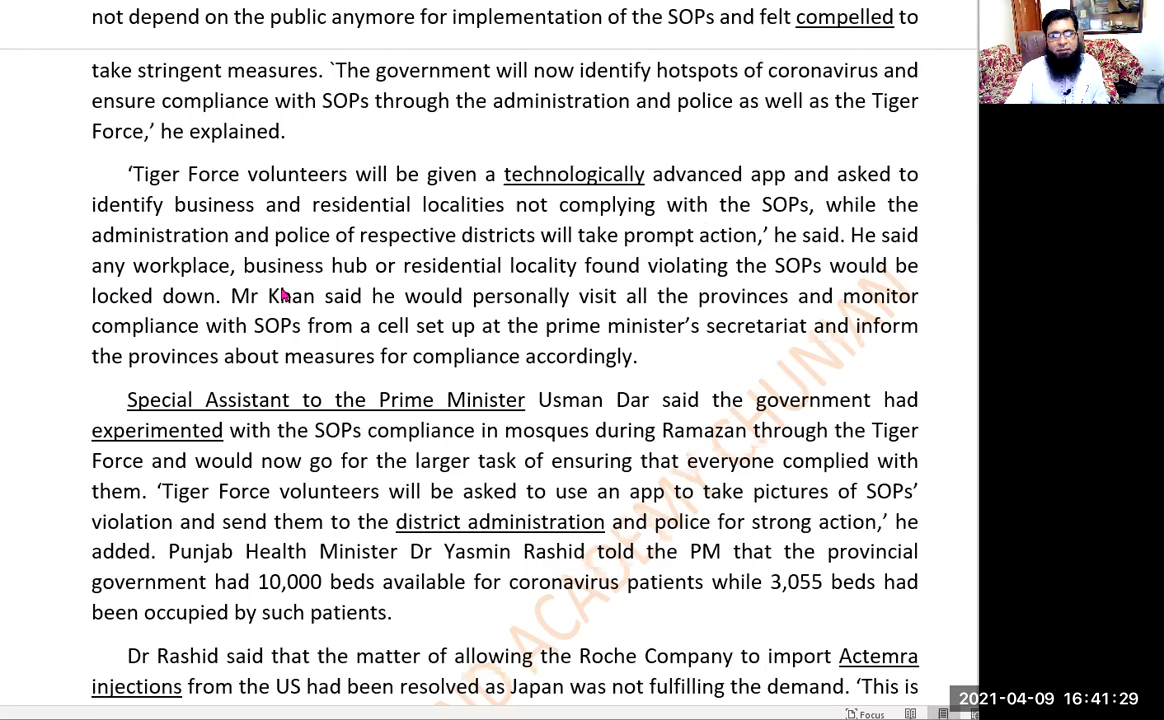 not depend on the public anymore for implementation of the SOPs and felt compelled to
take stringent measures. `The government will now identify hotspots of coronavirus and
ensure compliance with SOPs through the administration and police as well as the Tiger
Force,’ he explained.
‘Tiger Force volunteers will be given a technologically advanced app and asked to
identify business and residential localities not complying with the SOPs, while the
administration and police of respective districts will take prompt action,’ he said. He said
any workplace, business hub or residential locality found violating the SOPs would be
locked down. Mr Khan said he would personally visit all the provinces and monitor
compliance with SOPs from a cell set up at the prime minister’s secretariat and inform
the provinces about measures for compliance accordingly.
Special Assistant to the Prime Minister Usman Dar said the government had
experimented with the SOPs compliance in mosques during Ramazan through the Tiger
Force and would now go for the larger task of ensuring that everyone complied with
them. ‘Tiger Force volunteers will be asked to use an app to take pictures of SOPs’
violation and send them to the district administration and police for strong action,’ he
added. Punjab Health Minister Dr Yasmin Rashid told the PM that the provincial
government had 10,000 beds available for coronavirus patients while 3,055 beds had
been occupied by such patients.
Dr Rashid said that the matter of allowing the Roche Company to import Actemra
injections from the US had been resolved as Japan was not fulfilling the demand. ‘This is
ND ACADEMY CHUNIAN
Focus
2021-04-09 16:41:29